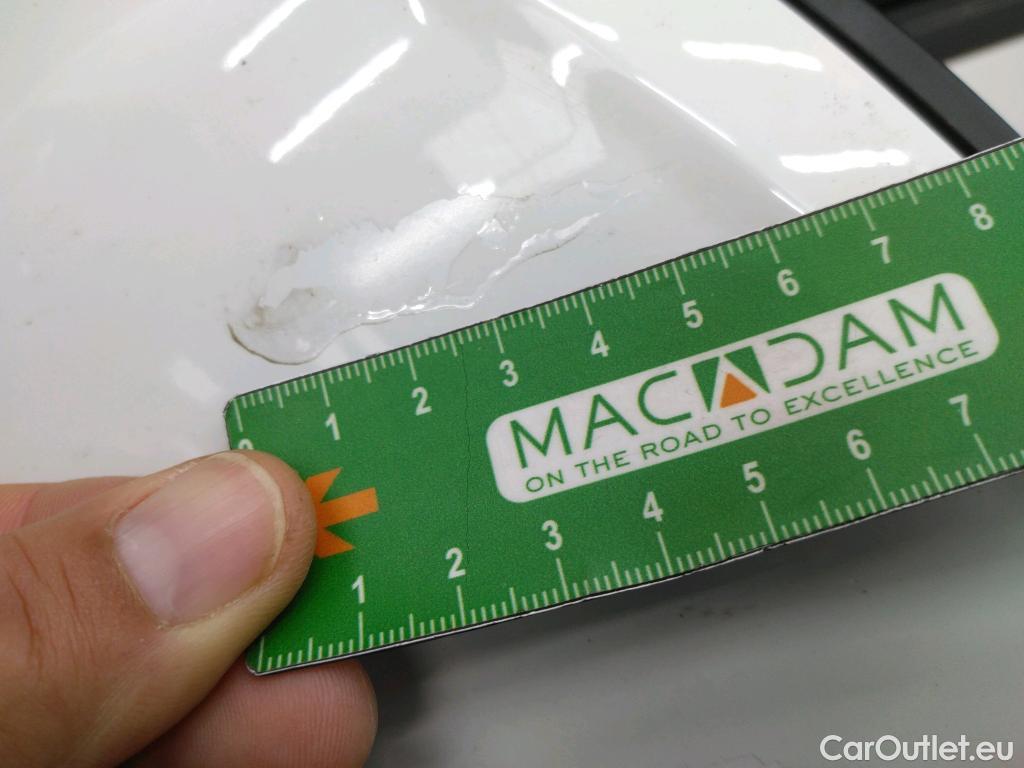 1 2 3 4 5 6 7 8
MACADAM
ON THE ROAD TO EXCELLENCE
1 2 3 4 5 6 7
CarOutlet.eu